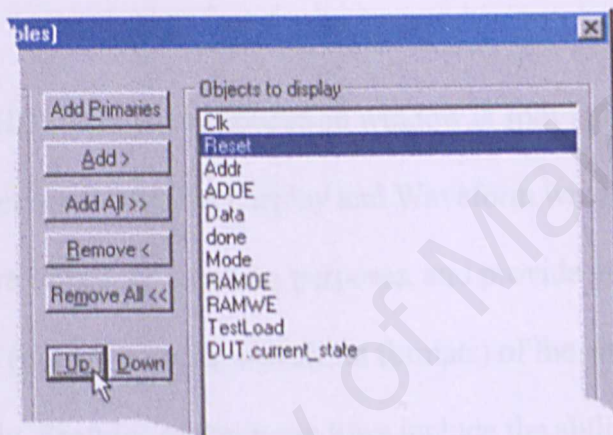 bles)
Objects to display
Add Primaries
Add >
Add All >>
Remove <
Remove All <<
Up
Down
Clk
Reset
Addr
ADOE
Data
done
Mode
RAMOE
RAMWE
TestLoad
DUT.current_state